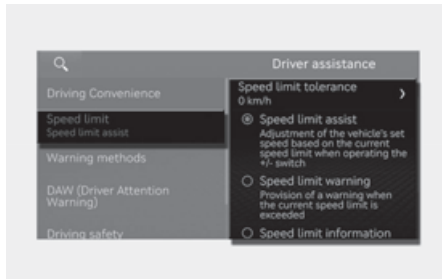 Driver assistance
Driving Convenience
Speed limit
Speed limit assist
Warning methods
DAW (Driver Attention
Warning)
Driving safety
Speed limit tolerance
0 km/h
Speed limit assist
Adjustment of the vehicle's set
speed based on the current
speed limit when operating the
+/- switch
Speed limit warning
Provision of a warning when
the current speed limit is
exceeded
Speed limit information